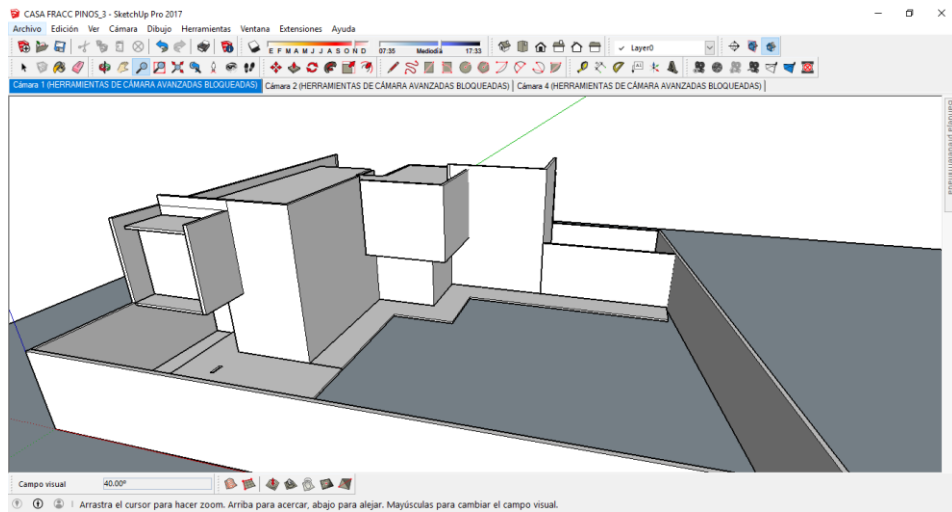 CASA FRACC PINOS_3 - SketchUp Pro 2017
Archivo Edición Ver Cámara Dibujo Herramientas Ventana Extensiones Ayuda
E F M A M J J A S O N D 07:35 Mediodía 17:33 Layer0
Cámara 1 (HERRAMIENTAS DE CÁMARA AVANZADAS BLOQUEADAS) Cámara 2 (HERRAMIENTAS DE CÁMARA AVANZADAS BLOQUEADAS) Cámara 4 (HERRAMIENTAS DE CÁMARA AVANZADAS BLOQUEADAS)
Bandeja predeterminada
Campo visual 40.00º
Arrastra el cursor para hacer zoom. Arriba para acercar, abajo para alejar. Mayúsculas para cambiar el campo visual.